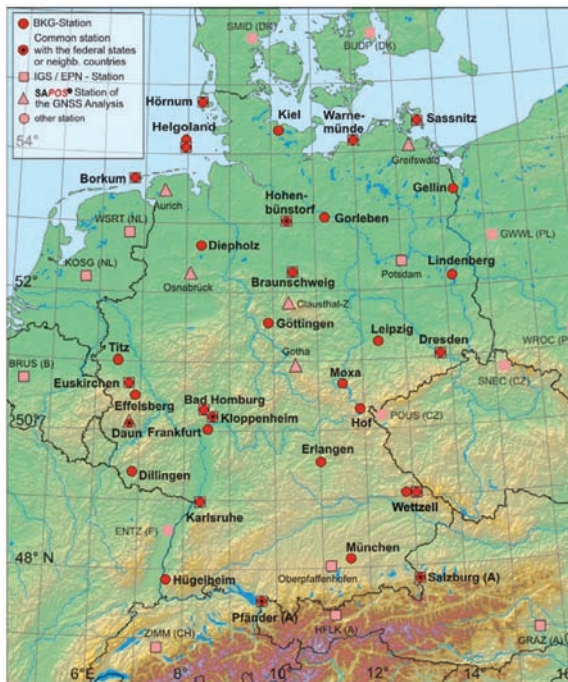 BKG-Station
Common station
with the federal states
or neighb. countries
IGS / EPN - Station
SAPOS® Station of
the GNSS Analysis
other station
SMID (DK)
BUDP (DK)
Hörnum
Helgoland
Kiel
Warne-
münde
Sassnitz
54°
Greifswald
Borkum
Aurich
Gellin
WSRT (NL)
Hohen-
bünstorf
Gorleben
GWWL (PL)
Diepholz
KOSG (NL)
Osnabrück
Potsdam
Lindenberg
52°
Braunschweig
Clausthal-Z.
Göttingen
Leipzig
Dresden
WROC (P
Titz
Gotha
BRUS (B)
SNEC (CZ)
Euskirchen
Moxa
Effelsberg
Bad Homburg
Kloppenheim
50°
Daun
Frankfurt
Hof
POUS (CZ)
Erlangen
Dillingen
Wettzell
Karlsruhe
ENTZ (F)
München
48° N
Oberpfaffenhofen
Hügelheim
Salzburg (A)
Pfänder (A)
HFLK (A)
GRAZ (A)
ZIMM (CH)
6°E
8°
10°
12°
14°
16